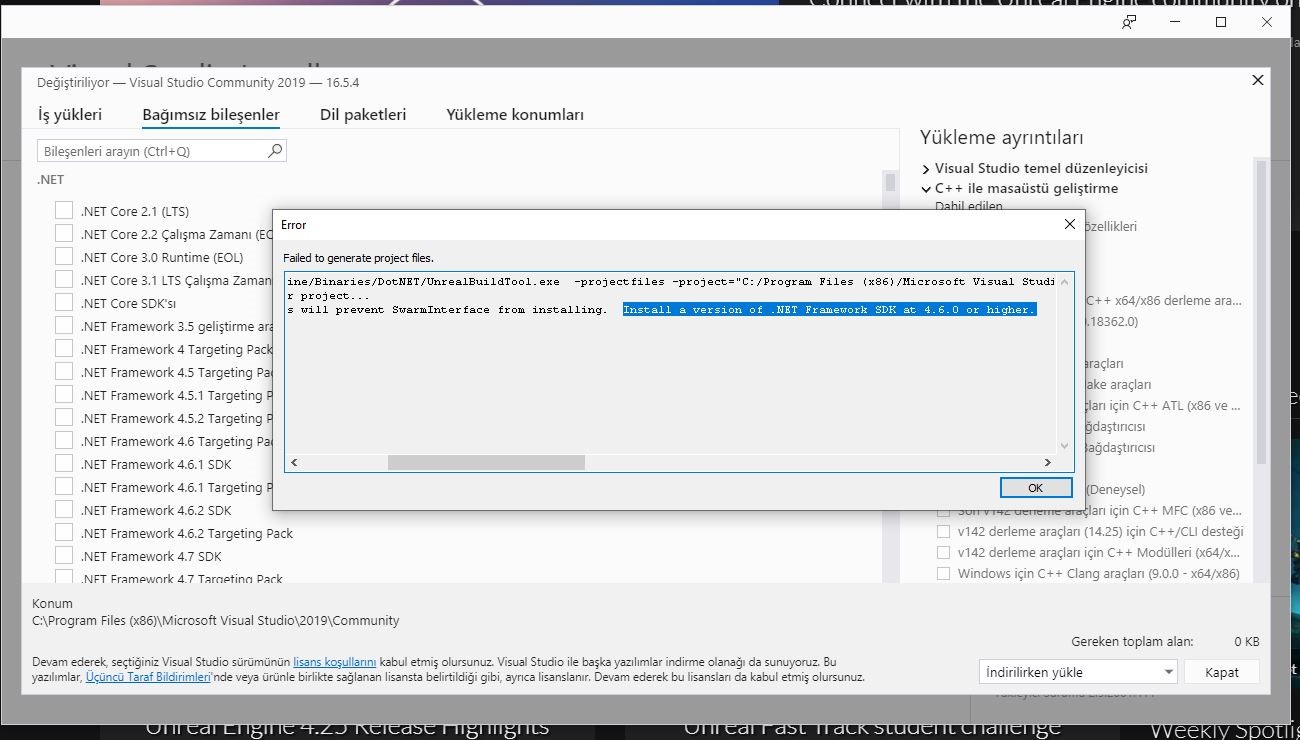 Connect with the Unreal Engine community on
Değiştiriliyor — Visual Studio Community 2019 — 16.5.4
İş yükleri
Bağımsız bileşenler
Dil paketleri
Yükleme konumları
Bileşenleri arayın (Ctrl+Q)
.NET
.NET Core 2.1 (LTS)
.NET Core 2.2 Çalışma Zamanı (EO
.NET Core 3.0 Runtime (EOL)
.NET Core 3.1 LTS Çalışma Zaman
.NET Core SDK'sı
.NET Framework 3.5 geliştirme ara
.NET Framework 4 Targeting Pack
.NET Framework 4.5 Targeting Pa
.NET Framework 4.5.1 Targeting P
.NET Framework 4.5.2 Targeting P
.NET Framework 4.6 Targeting Pa
.NET Framework 4.6.1 SDK
.NET Framework 4.6.1 Targeting P
.NET Framework 4.6.2 SDK
.NET Framework 4.6.2 Targeting Pack
.NET Framework 4.7 SDK
.NET Framework 4.7 Targeting Pack
Error
Failed to generate project files.
ine/Binaries/DotNET/UnrealBuildTool.exe -projectfiles -project="C:/Program Files (x86)/Microsoft Visual Studi
r project...
s will prevent SwarmInterface from installing. Install a version of .NET Framework SDK at 4.6.0 or higher.
OK
Yükleme ayrıntıları
Visual Studio temel düzenleyicisi
C++ ile masaüstü geliştirme
Dahil edilen
özellikleri
C++ x64/x86 derleme ara...
.18362.0)
araçları
ake araçları
çları için C++ ATL (x86 ve ...
ğdaştırıcısı
Bağdaştırıcısı
(Deneysel)
Son v142 derleme araçları için C++ MFC (x86 ve...
v142 derleme araçları (14.25) için C++/CLI desteği
v142 derleme araçları için C++ Modülleri (x64/x...
Windows için C++ Clang araçları (9.0.0 - x64/x86)
Konum
C:\Program Files (x86)\Microsoft Visual Studio\2019\Community
Gereken toplam alan: 0 KB
Devam ederek, seçtiğiniz Visual Studio sürümünün lisans koşullarını kabul etmiş olursunuz. Visual Studio ile başka yazılımlar indirme olanağı da sunuyoruz. Bu
yazılımlar, Üçüncü Taraf Bildirimleri'nde veya ürünle birlikte sağlanan lisansta belirtildiği gibi, ayrıca lisanslanır. Devam ederek bu lisansları da kabul etmiş olursunuz.
İndirilirken yükle
Kapat
Unreal Engine 4.25 Release Highlights
Unreal Fast Track student challenge
Weekly Spotlig